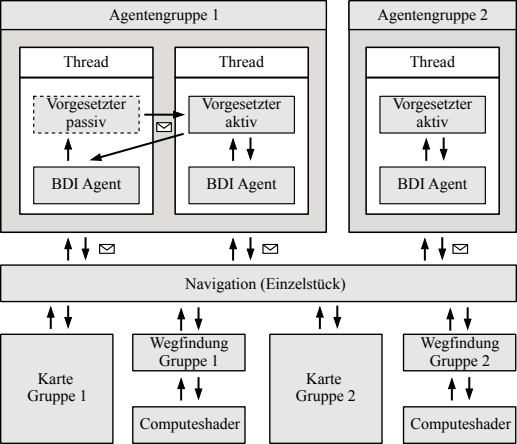 Agentengruppe 1
Agentengruppe 2
Thread
Thread
Thread
Vorgesetzter
passiv
Vorgesetzter
aktiv
Vorgesetzter
aktiv
BDI Agent
BDI Agent
BDI Agent
Navigation (Einzelstück)
Karte
Gruppe 1
Wegfindung
Gruppe 1
Karte
Gruppe 2
Wegfindung
Gruppe 2
Computeshader
Computeshader